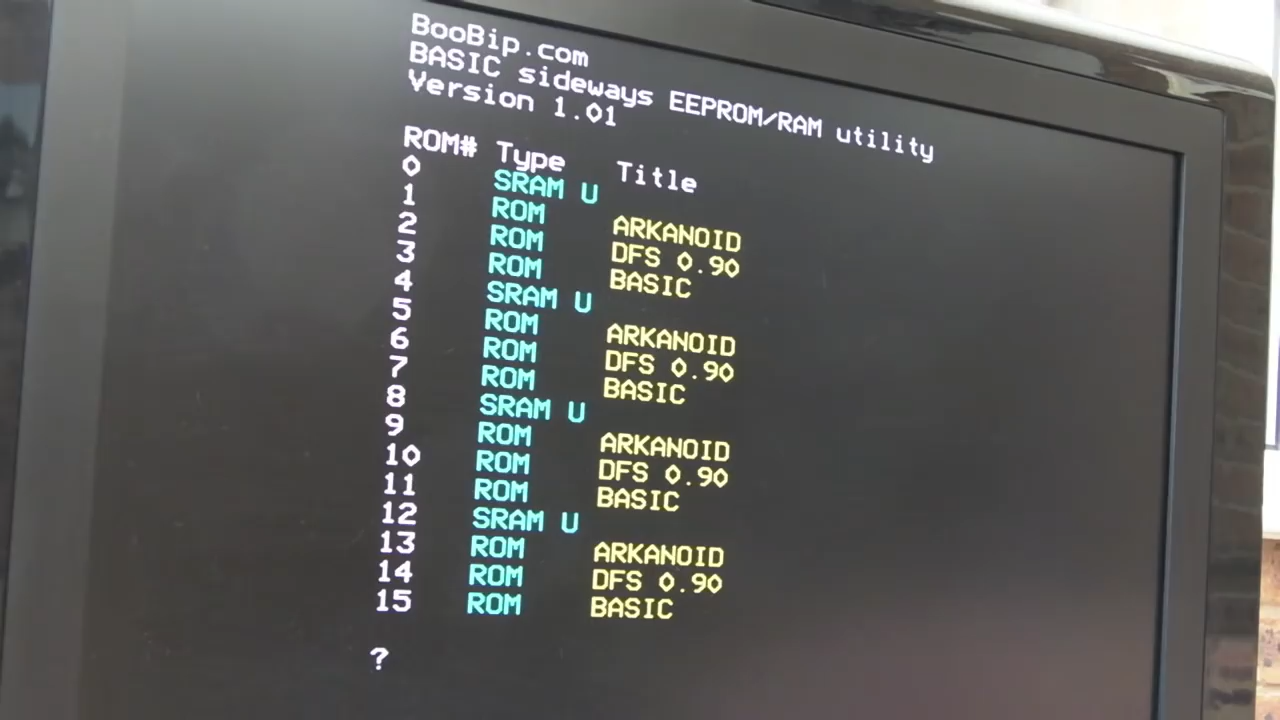 BooBip.com
BASIC sideways EEPROM/RAM utility
Version 1.01
ROM# Type Title
0 SRAM U
1 ROM ARKANOID
2 ROM DFS 0.90
3 ROM BASIC
4 SRAM U
5 ROM ARKANOID
6 ROM DFS 0.90
7 ROM BASIC
8 SRAM U
9 ROM ARKANOID
10 ROM DFS 0.90
11 ROM BASIC
12 SRAM U
13 ROM ARKANOID
14 ROM DFS 0.90
15 ROM BASIC
?